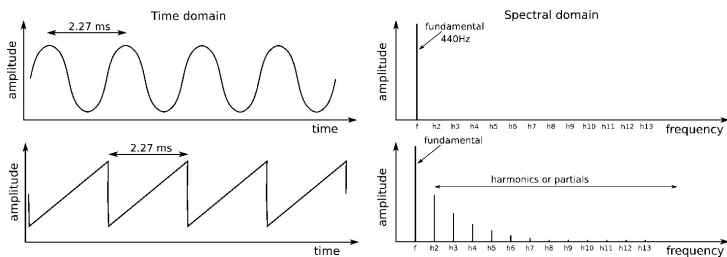 Time domain
2.27 ms
amplitude
time
Spectral domain
fundamental
440Hz
amplitude
f h2 h3 h4 h5 h6 h7 h8 h9 h10 h11 h12 h13
frequency
2.27 ms
amplitude
time
fundamental
harmonics or partials
amplitude
f h2 h3 h4 h5 h6 h7 h8 h9 h10 h11 h12 h13
frequency